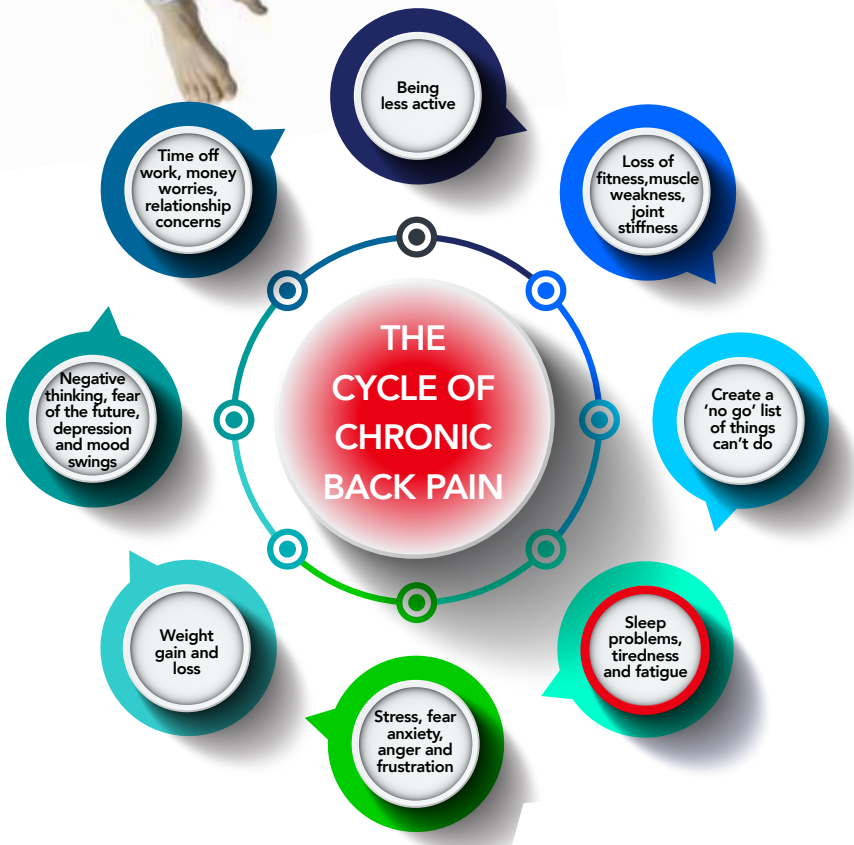 Being
less active
Loss of
fitness,muscle
weakness,
joint
stiffness
Create a
‘no go’ list
of things
can’t do
Sleep
problems,
tiredness
and fatigue
Stress, fear
anxiety,
anger and
frustration
Weight
gain and
loss
Negative
thinking, fear
of the future,
depression
and mood
swings
Time off
work, money
worries,
relationship
concerns
THE
CYCLE OF
CHRONIC
BACK PAIN